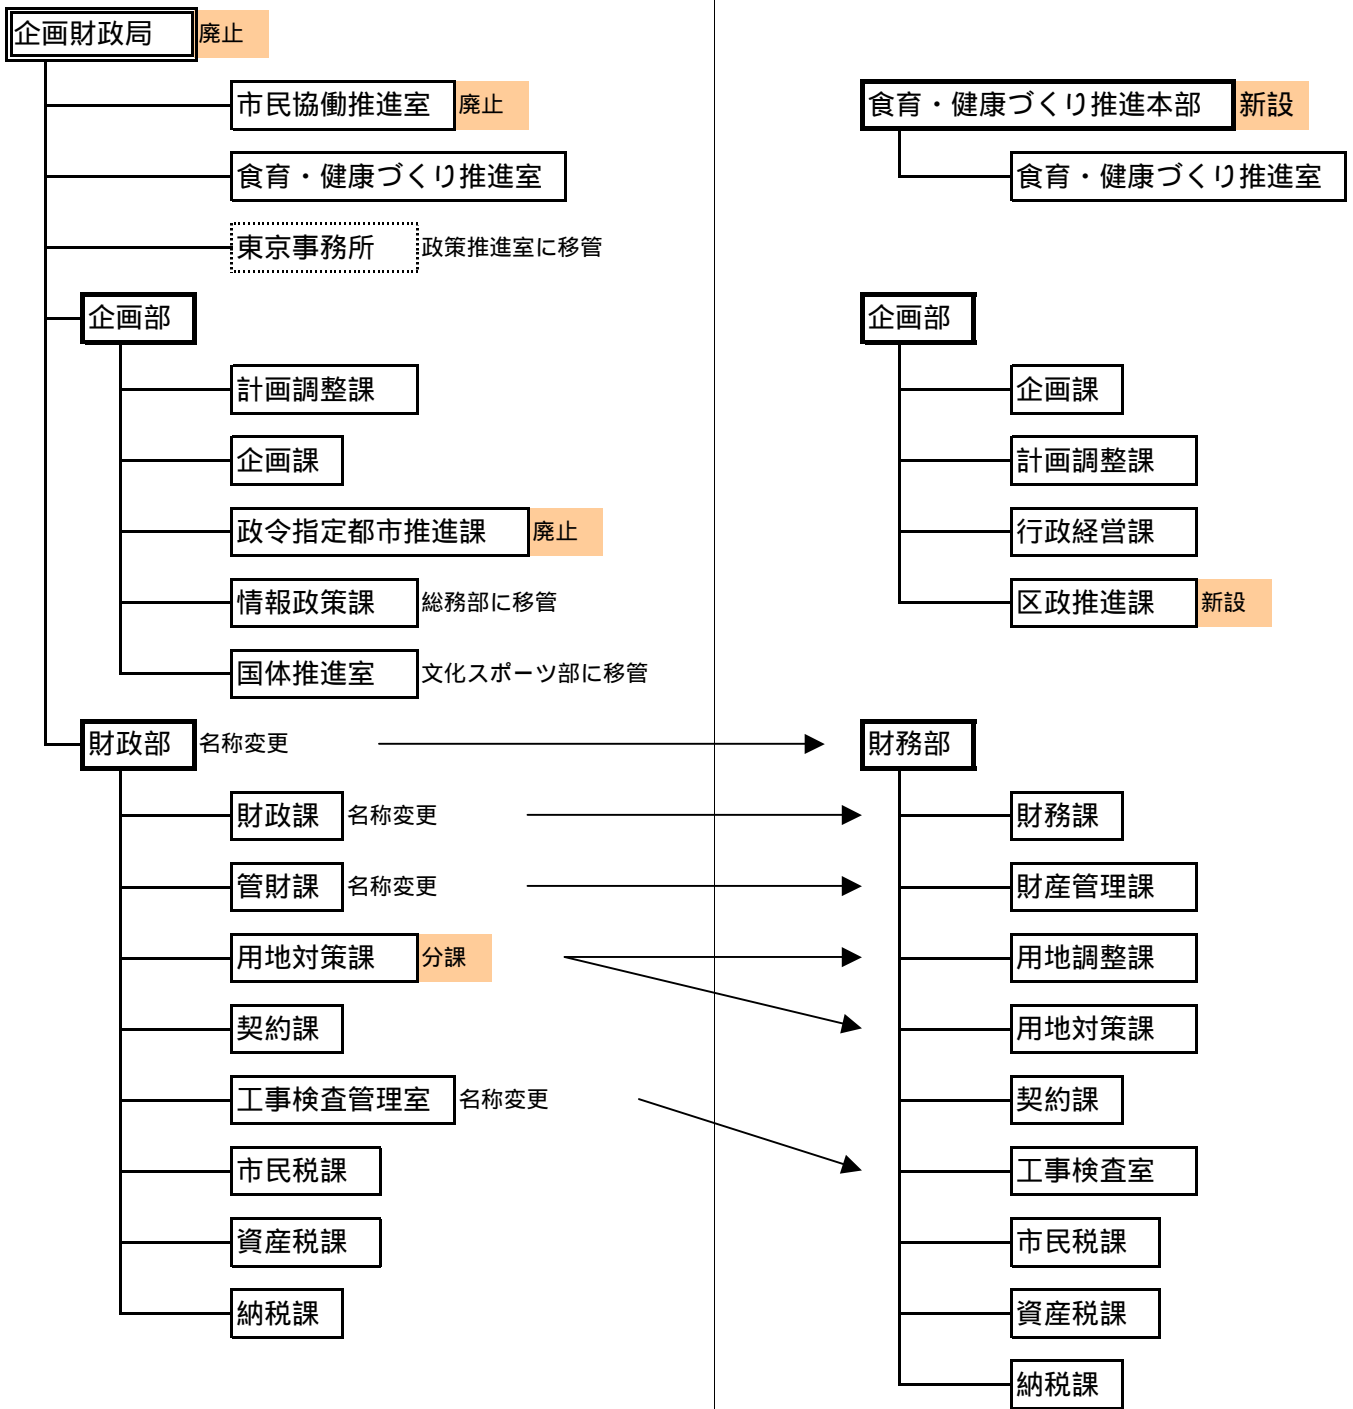 企画財政局 廃止
市民協働推進室 廃止
食育・健康づくり推進室
東京事務所 政策推進室に移管
企画部
計画調整課
企画課
政令指定都市推進課 廃止
情報政策課 総務部に移管
国体推進室 文化スポーツ部に移管
財政部 名称変更
財政課 名称変更
管財課 名称変更
用地対策課 分課
契約課
工事検査管理室 名称変更
市民税課
資産税課
納税課
食育・健康づくり推進本部 新設
食育・健康づくり推進室
企画部
企画課
計画調整課
行政経営課
区政推進課 新設
財務部
財務課
財産管理課
用地調整課
用地対策課
契約課
工事検査室
市民税課
資産税課
納税課